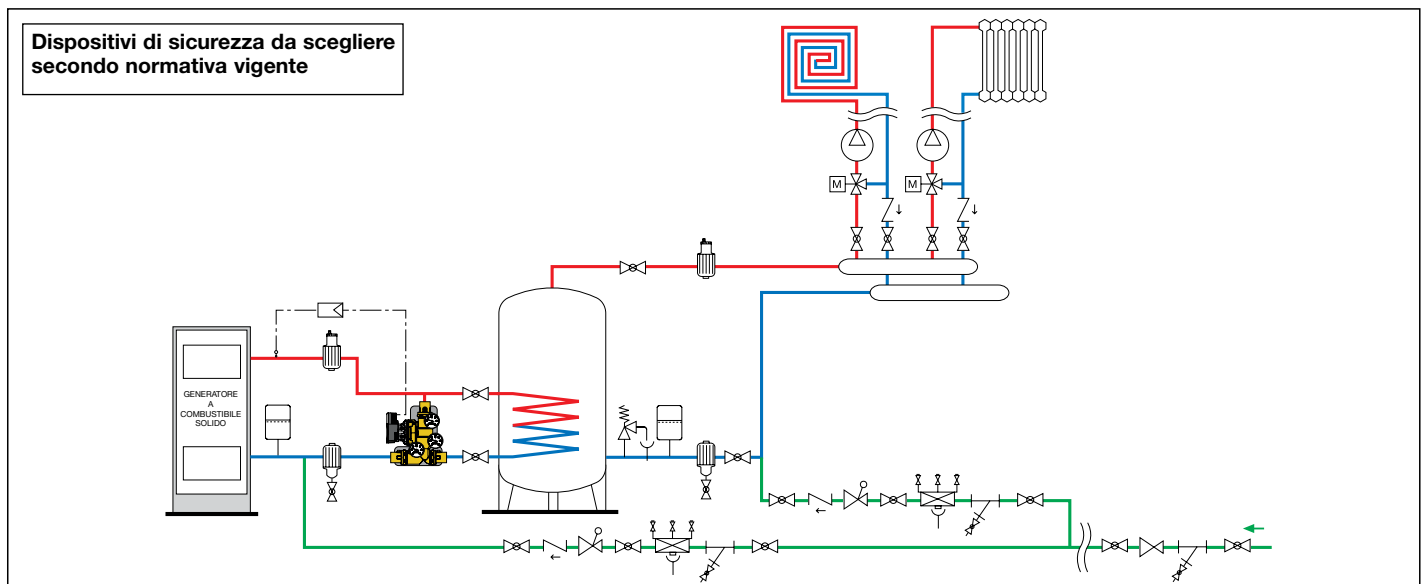 Dispositivi di sicurezza da scegliere
secondo normativa vigente
M
M
GENERATORE
A
COMBUSTIBILE
SOLIDO